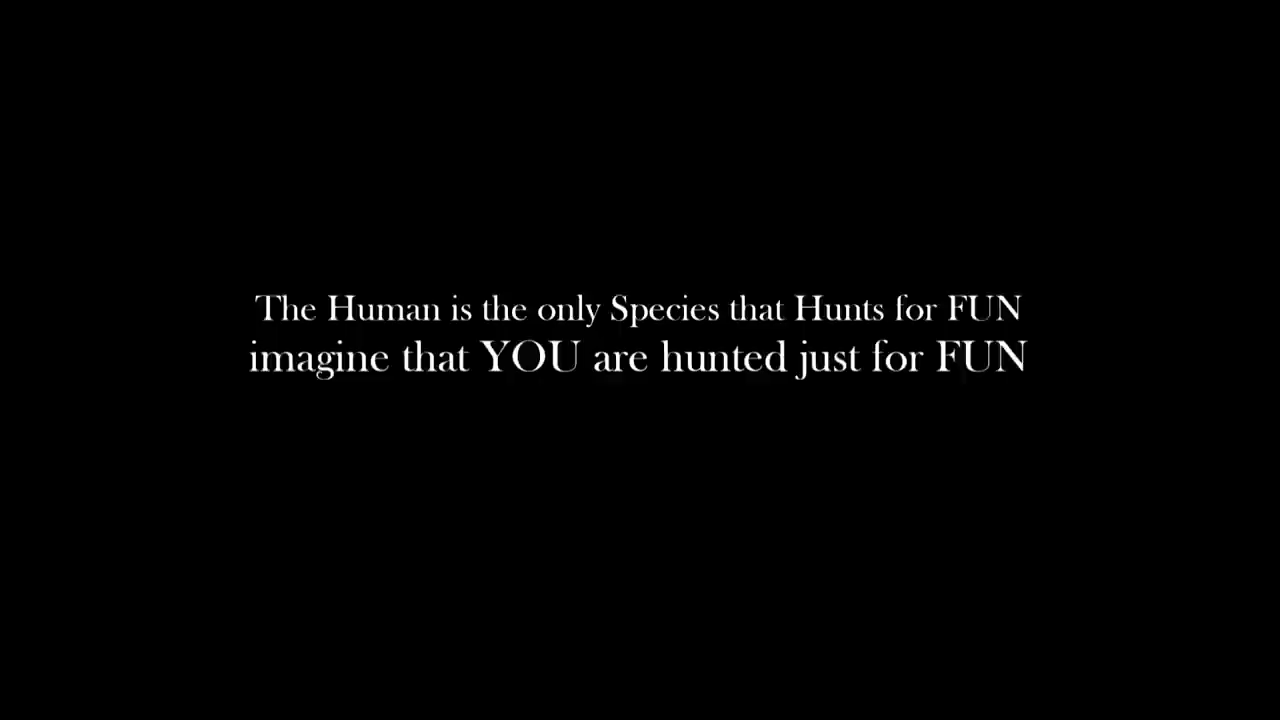 The Human is the only Species that Hunts for FUN
imagine that YOU are hunted just for FUN